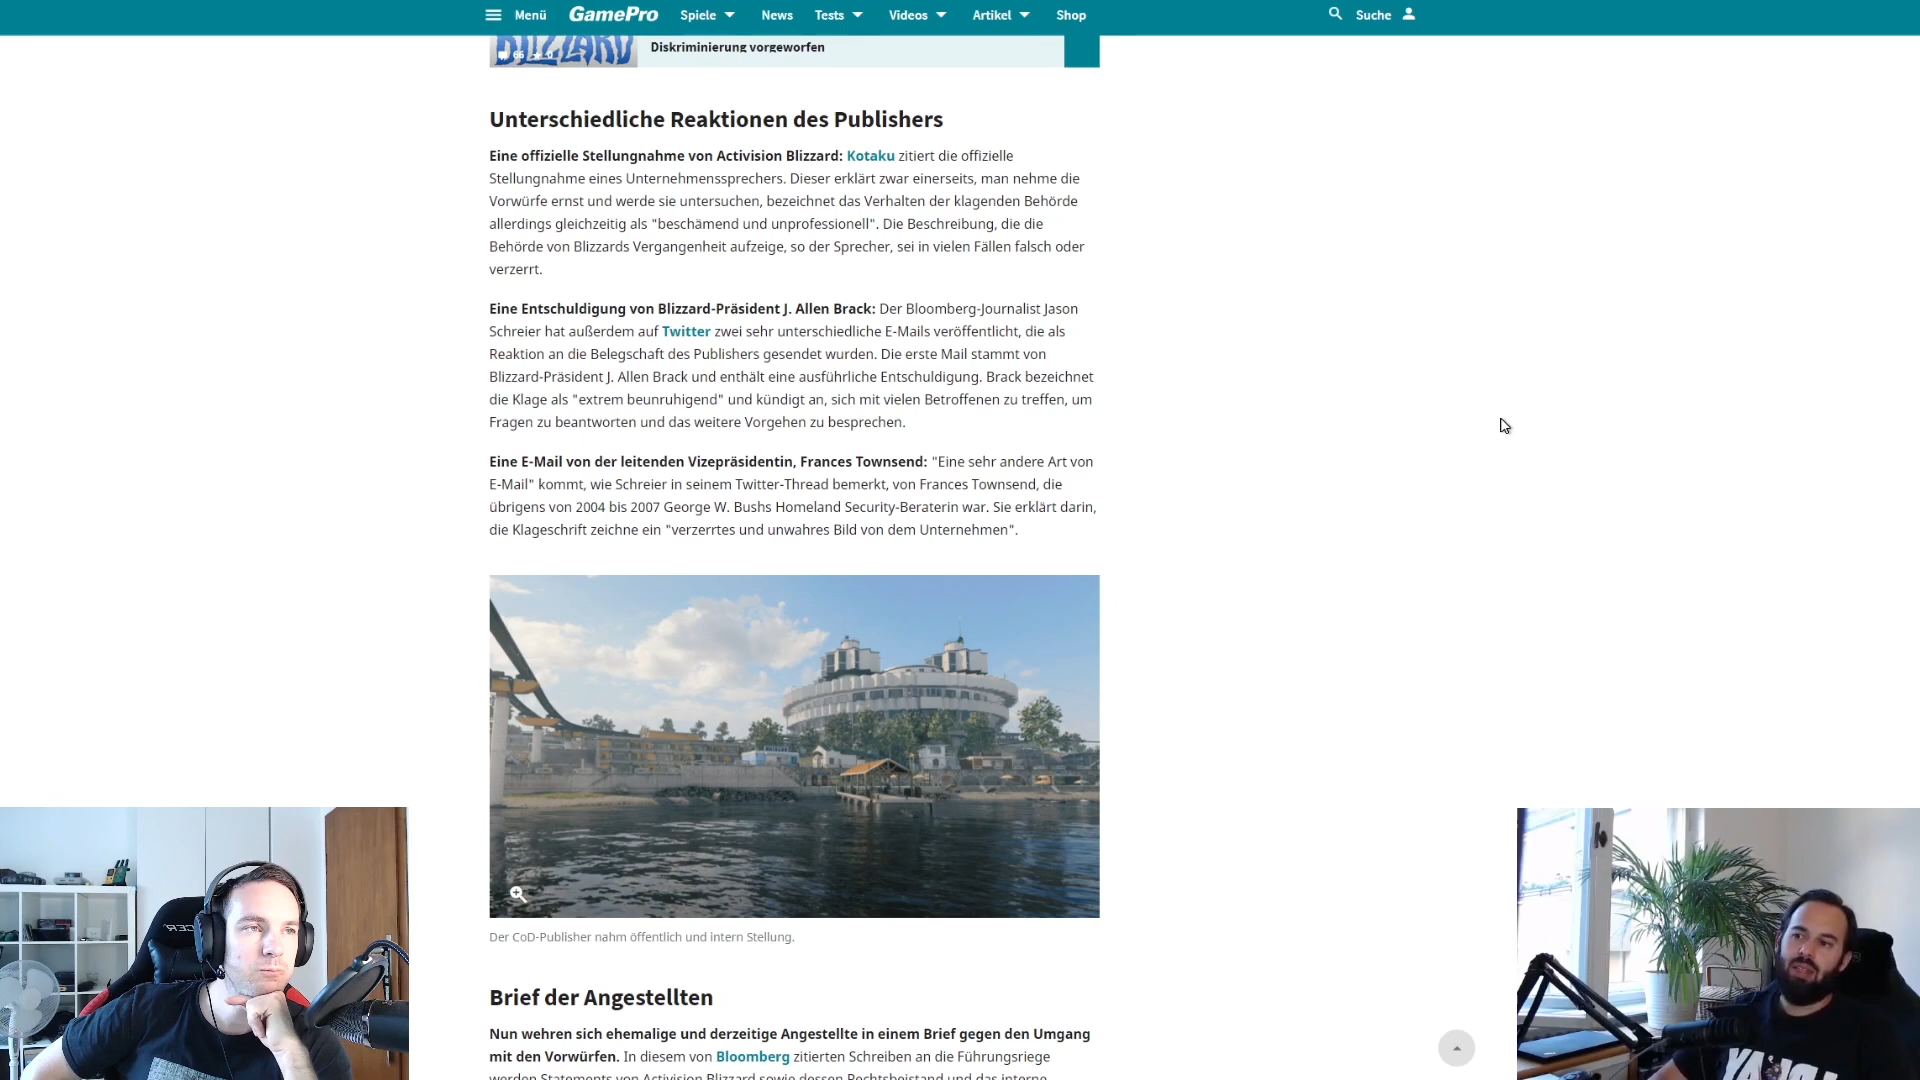 Menü GamePro Spiele News Tests Videos Artikel Shop Suche
BLIZZARD
66 0
Diskriminierung vorgeworfen
Unterschiedliche Reaktionen des Publishers
Eine offizielle Stellungnahme von Activision Blizzard: Kotaku zitiert die offizielle
Stellungnahme eines Unternehmenssprechers. Dieser erklärt zwar einerseits, man nehme die
Vorwürfe ernst und werde sie untersuchen, bezeichnet das Verhalten der klagenden Behörde
allerdings gleichzeitig als "beschämend und unprofessionell". Die Beschreibung, die die
Behörde von Blizzards Vergangenheit aufzeige, so der Sprecher, sei in vielen Fällen falsch oder
verzerrt.
Eine Entschuldigung von Blizzard-Präsident J. Allen Brack: Der Bloomberg-Journalist Jason
Schreier hat außerdem auf Twitter zwei sehr unterschiedliche E-Mails veröffentlicht, die als
Reaktion an die Belegschaft des Publishers gesendet wurden. Die erste Mail stammt von
Blizzard-Präsident J. Allen Brack und enthält eine ausführliche Entschuldigung. Brack bezeichnet
die Klage als "extrem beunruhigend" und kündigt an, sich mit vielen Betroffenen zu treffen, um
Fragen zu beantworten und das weitere Vorgehen zu besprechen.
Eine E-Mail von der leitenden Vizepräsidentin, Frances Townsend: "Eine sehr andere Art von
E-Mail" kommt, wie Schreier in seinem Twitter-Thread bemerkt, von Frances Townsend, die
übrigens von 2004 bis 2007 George W. Bushs Homeland Security-Beraterin war. Sie erklärt darin,
die Klageschrift zeichne ein "verzerrtes und unwahres Bild von dem Unternehmen".
Der CoD-Publisher nahm öffentlich und intern Stellung.
Brief der Angestellten
Nun wehren sich ehemalige und derzeitige Angestellte in einem Brief gegen den Umgang
mit den Vorwürfen. In diesem von Bloomberg zitierten Schreiben an die Führungsriege
werden Statements von Activision Blizzard sowie dessen Rechtsbeistand und das interne